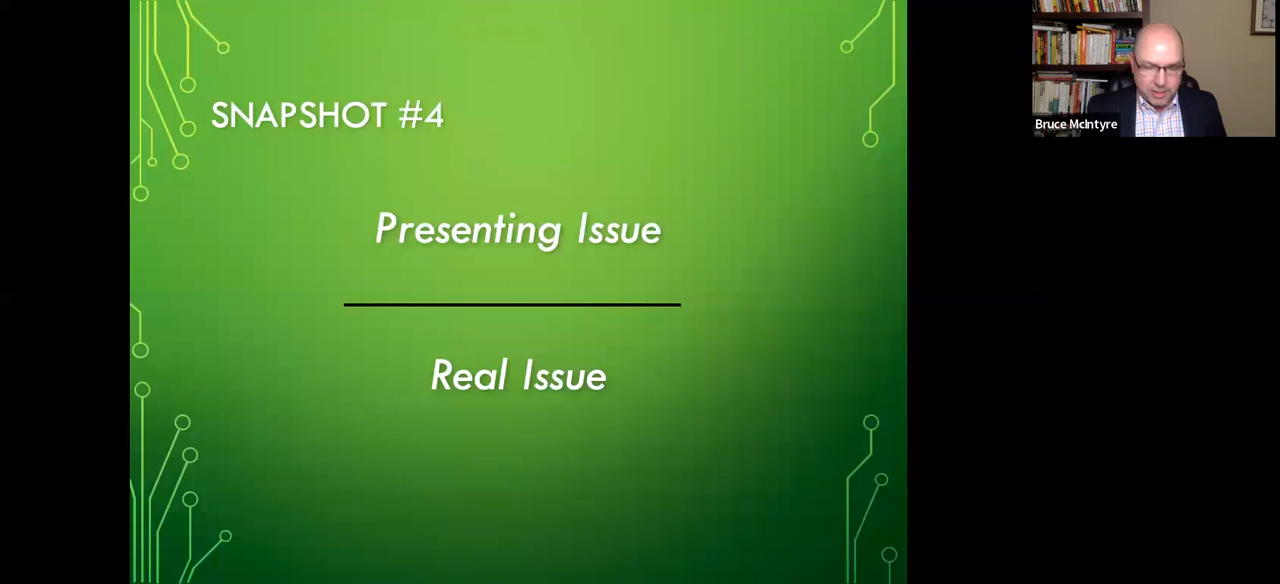 SNAPSHOT #4
Presenting Issue
Real Issue
Bruce McIntyre